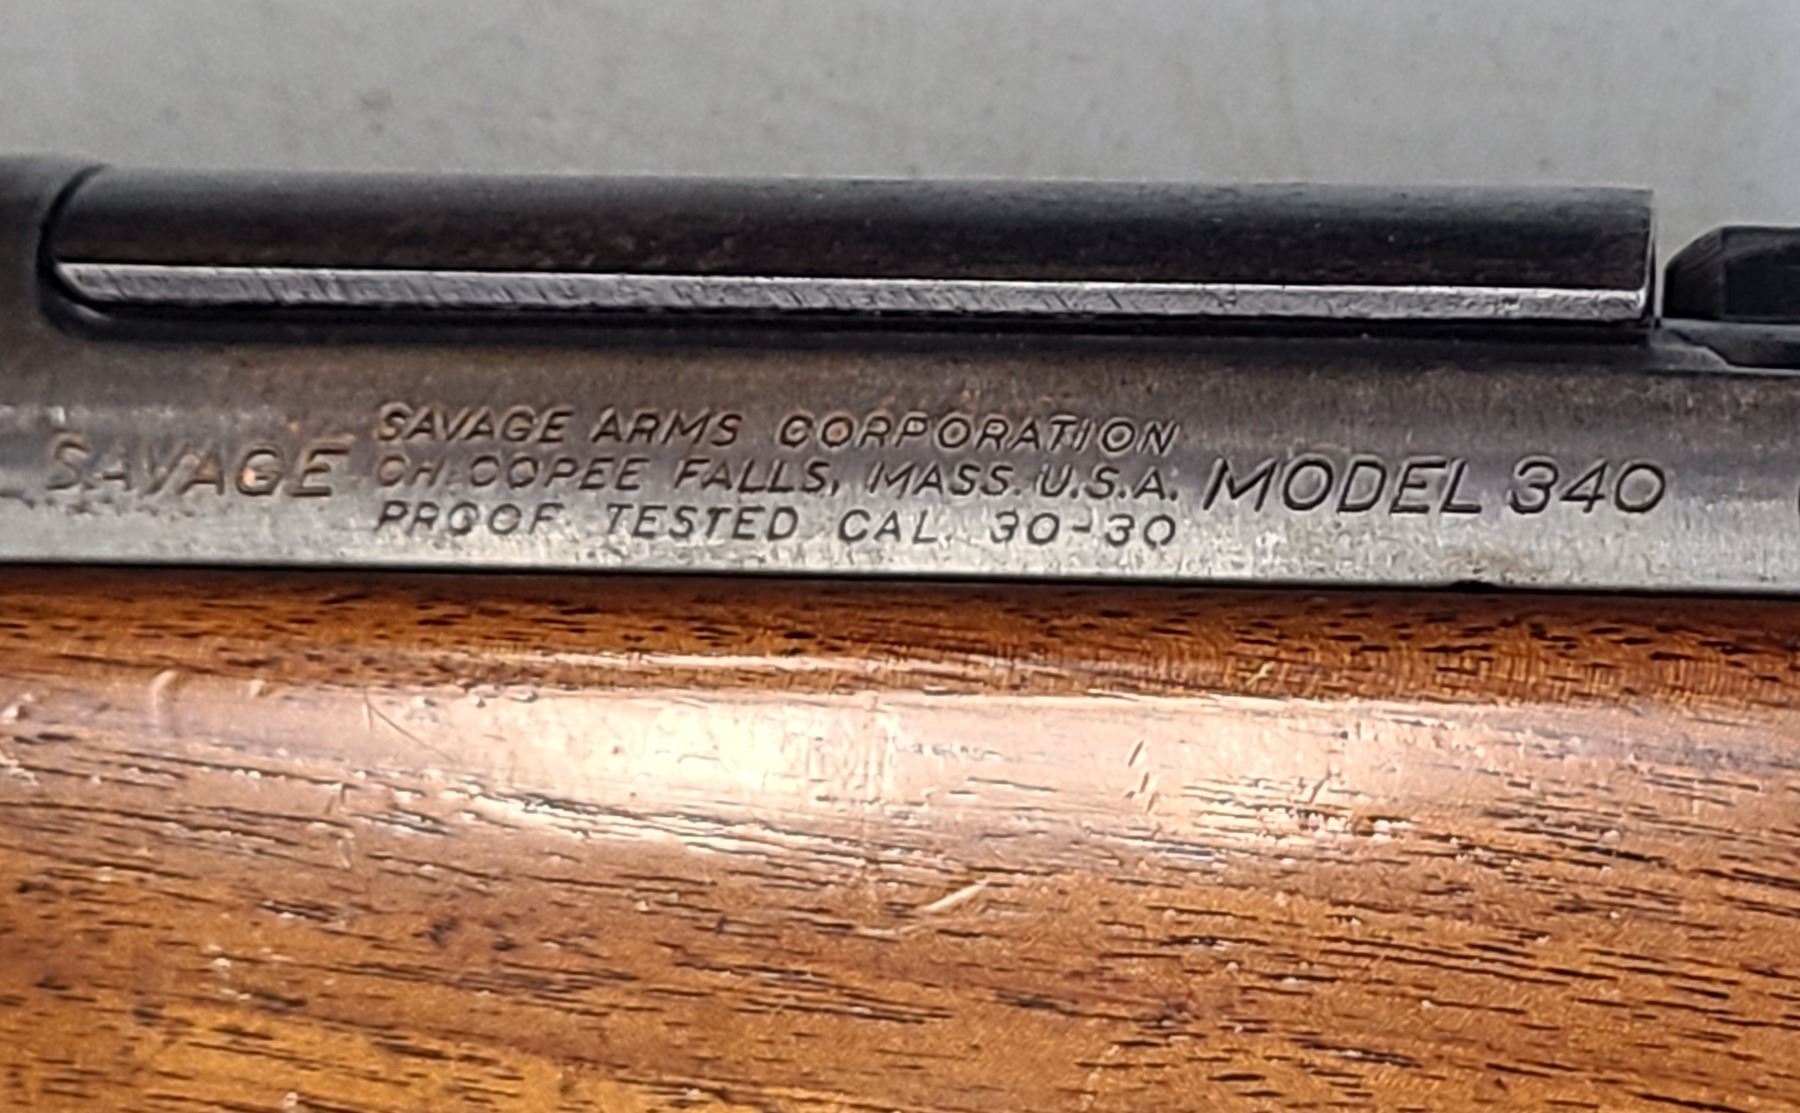 SAVAGE
SAVAGE ARMS CORPORATION
CHICOPEE FALLS, MASS. U.S.A.
PROOF TESTED CAL. 30-30
MODEL 340